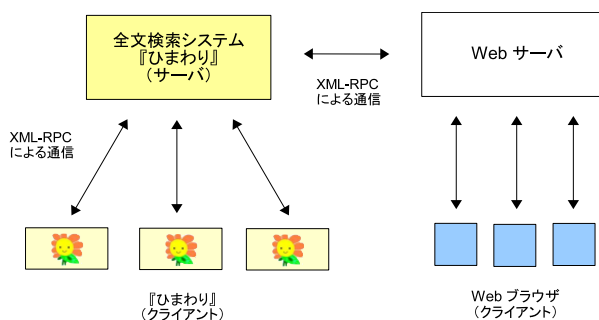 全文検索システム
『ひまわり』
（サーバ）
Web サーバ
XML-RPC
による通信
XML-RPC
による通信
『ひまわり』
（クライアント）
Web ブラウザ
（クライアント）